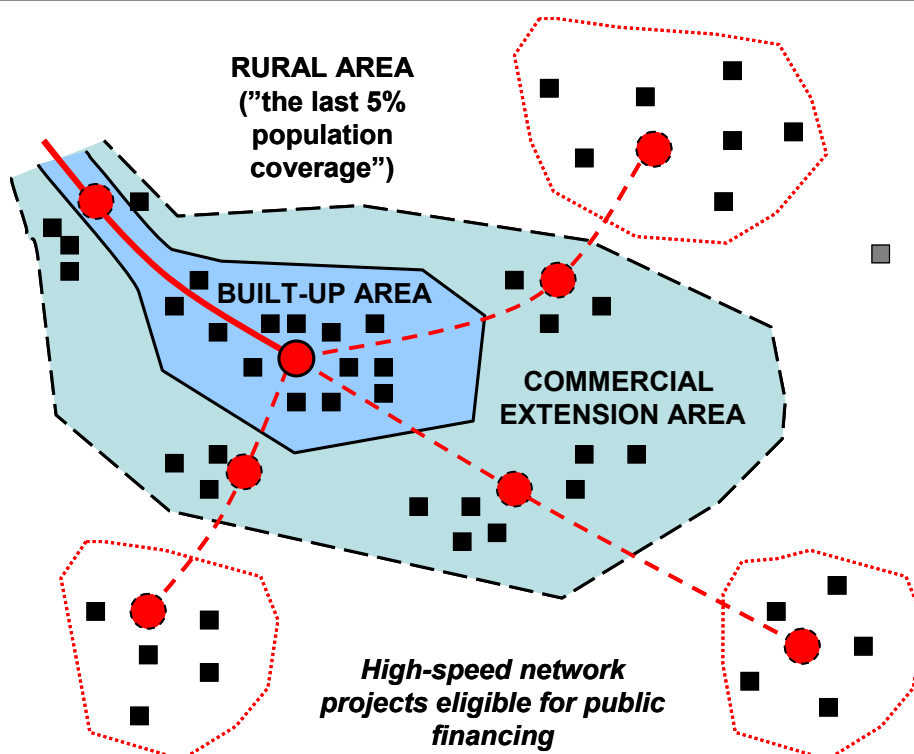 RURAL AREA
(”the last 5%
population
coverage”)
BUILT-UP AREA
COMMERCIAL
EXTENSION AREA
High-speed network
projects eligible for public
financing